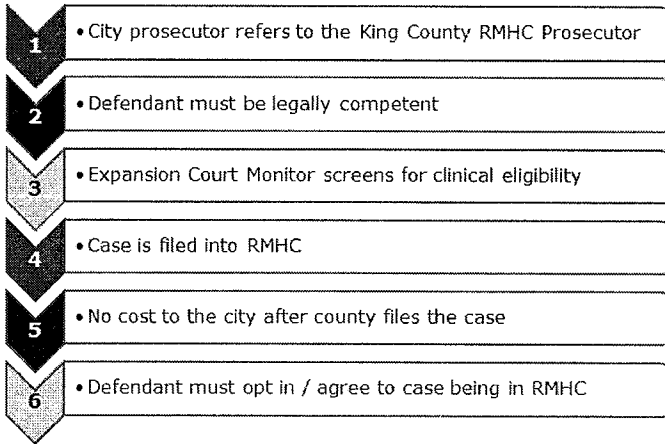 1 • City prosecutor refers to the King County RMHC Prosecutor
2 • Defendant must be legally competent
3 • Expansion Court Monitor screens for clinical eligibility
4 • Case is filed into RMHC
5 • No cost to the city after county files the case
6 • Defendant must opt in / agree to case being in RMHC